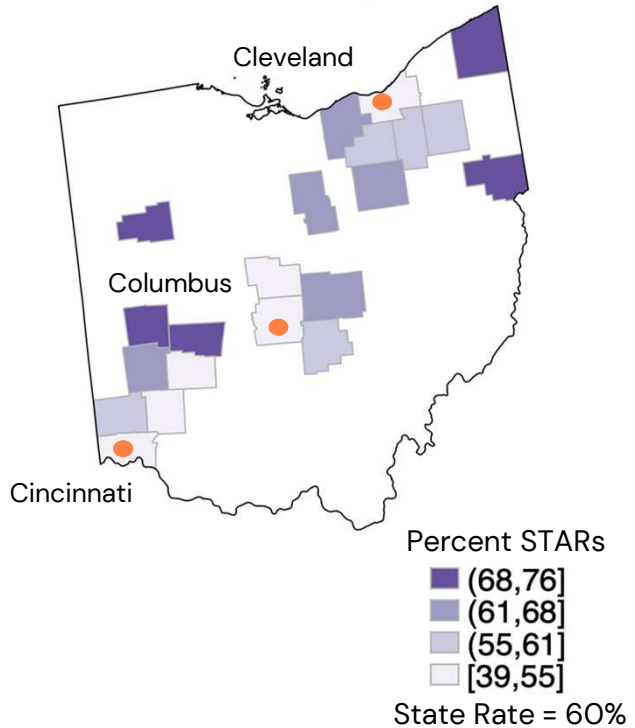 Cleveland
Columbus
Cincinnati
Percent STARs
(68,76]
(61,68]
(55,61]
[39,55]
State Rate = 60%